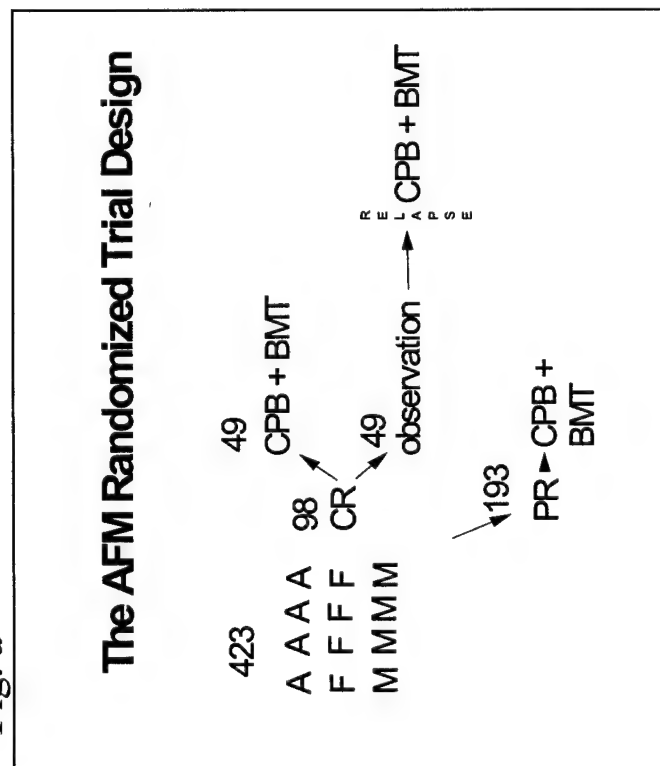 The AFM Randomized Trial Design
423
A A A A
F F F F
M M M M
98
CR
49
CPB + BMT
49
observation
RELAPSE
CPB + BMT
193
PR CPB +
BMT